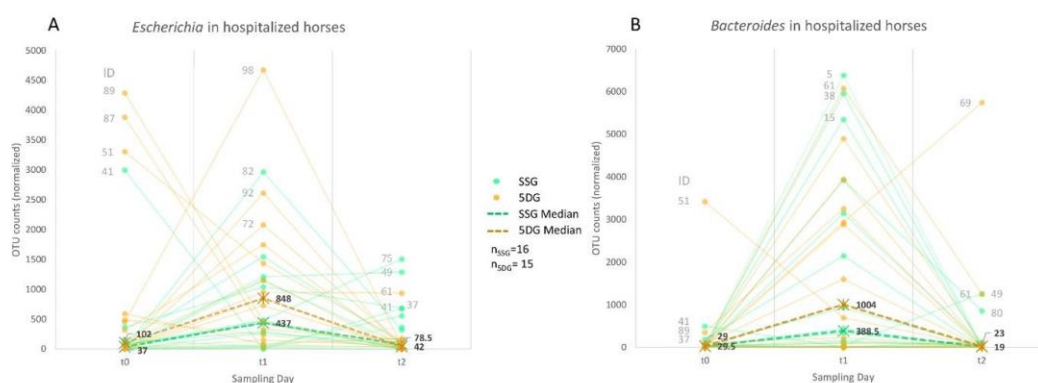 A
Escherichia in hospitalized horses
OTU counts (normalized)
5000
4500
4000
3500
3000
2500
2000
1500
1000
500
0
ID
89
87
51
41
102
37
98
82
92
72
848
437
75
49
61
37
41
78.5
42
t0
t1
t2
Sampling Day
SSG
5DG
SSG Median
5DG Median
nSSG=16
n5DG= 15
B
Bacteroides in hospitalized horses
OTU counts (normalized)
7000
6000
5000
4000
3000
2000
1000
0
ID
51
41
89
37
29
29.5
5
61
38
15
1004
388.5
69
61
49
80
23
19
t0
t1
t2
Sampling Day